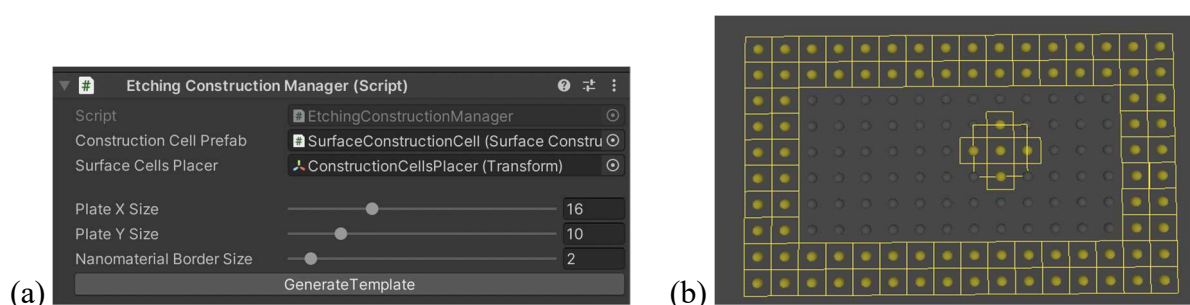 Etching Construction Manager (Script)
Script
# EtchingConstructionManager
Construction Cell Prefab
# SurfaceConstructionCell (Surface Constru
Surface Cells Placer
ConstructionCellsPlacer (Transform)
Plate X Size
16
Plate Y Size
10
Nanomaterial Border Size
2
GenerateTemplate
(a)
(b)